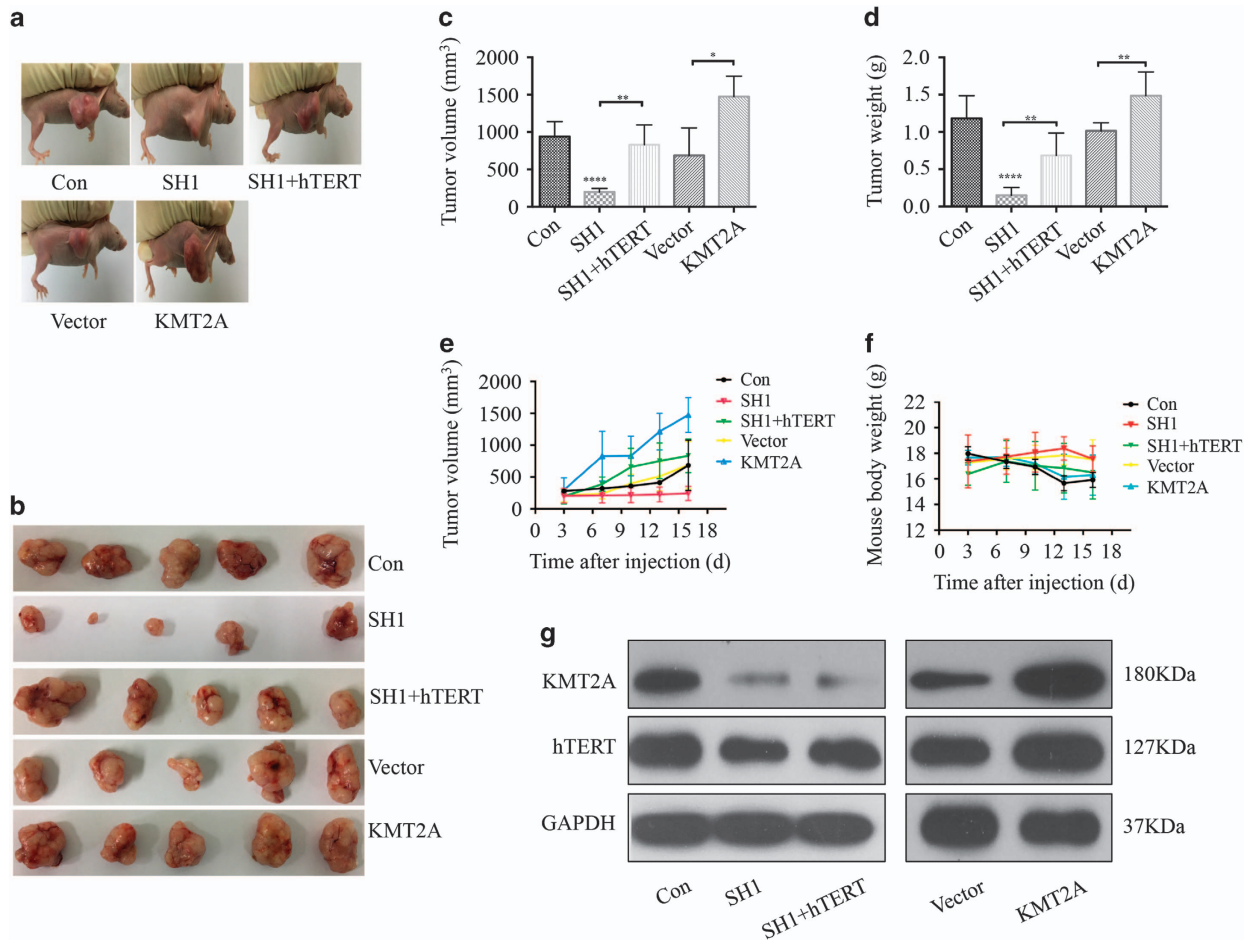 a
Con
SH1
SH1+hTERT
Vector
KMT2A
b
Con
SH1
SH1+hTERT
Vector
KMT2A
c
Tumor volume (mm³)
2000
1500
1000
500
0
**
*
****
Con
SH1
SH1+hTERT
Vector
KMT2A
d
Tumor weight (g)
2.0
1.5
1.0
0.5
0.0
**
**
****
Con
SH1
SH1+hTERT
Vector
KMT2A
e
Tumor volume (mm³)
2000
1500
1000
500
0
0 3 6 9 12 15 18
Time after injection (d)
Con
SH1
SH1+hTERT
Vector
KMT2A
f
Mouse body weight (g)
22
20
18
16
14
12
0 3 6 9 12 15 18
Time after injection (d)
Con
SH1
SH1+hTERT
Vector
KMT2A
g
KMT2A 180KDa
hTERT 127KDa
GAPDH 37KDa
Con SH1 SH1+hTERT Vector KMT2A